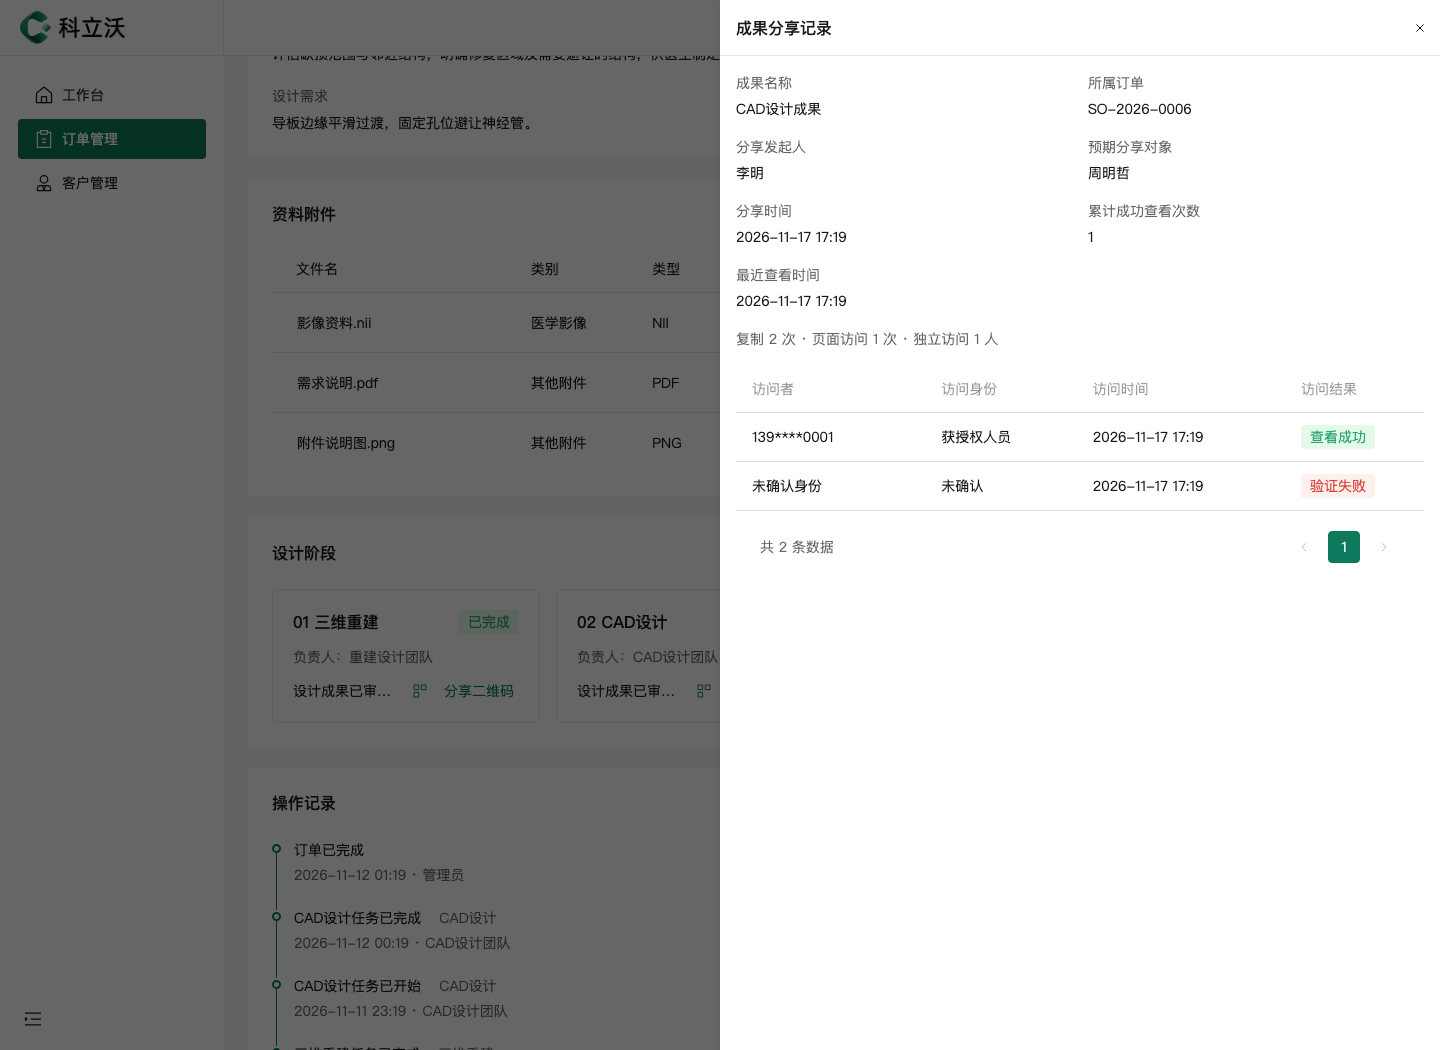 科立沃
工作台
订单管理
客户管理
设计需求
导板边缘平滑过渡，固定孔位避让神经管。
资料附件
文件名 类别 类型
影像资料.nii 医学影像 NII
需求说明.pdf 其他附件 PDF
附件说明图.png 其他附件 PNG
设计阶段
01 三维重建 已完成
负责人：重建设计团队
设计成果已审... 分享二维码
02 CAD设计
负责人：CAD设计团队
设计成果已审...
操作记录
订单已完成
2026-11-12 01:19 · 管理员
CAD设计任务已完成 CAD设计
2026-11-12 00:19 · CAD设计团队
CAD设计任务已开始 CAD设计
2026-11-11 23:19 · CAD设计团队
成果分享记录
成果名称 所属订单
CAD设计成果 SO-2026-0006
分享发起人 预期分享对象
李明 周明哲
分享时间 累计成功查看次数
2026-11-17 17:19 1
最近查看时间
2026-11-17 17:19
复制 2 次 · 页面访问 1 次 · 独立访问 1 人
访问者 访问身份 访问时间 访问结果
139****0001 获授权人员 2026-11-17 17:19 查看成功
未确认身份 未确认 2026-11-17 17:19 验证失败
共 2 条数据 1